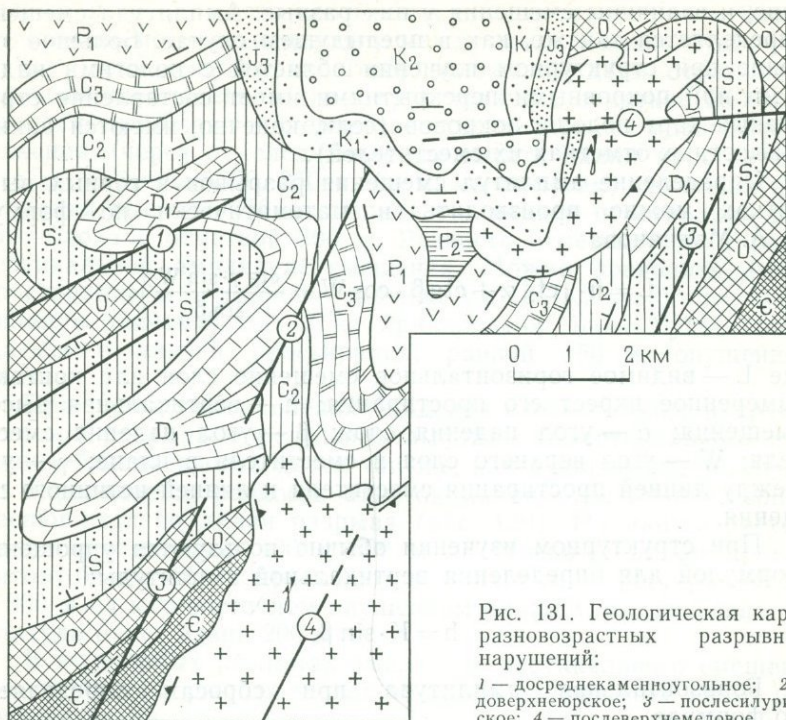 P₁
C₃
C₂
J₃
K₂
K₁
J₃
S
O
D
S
4
D₁
1
S
O
S
K₁
C₂
P₁
P₂
D₁
3
S
O
C₃
C₂
Є
2
C₃
C₂
D₁
0 1 2 км
O
S
3
O
Є
4
Рис. 131. Геологическая кар
разновозрастных разрывн
нарушений:
1 — досреднекаменноугольное; 2
доверхнеюрское; 3 — послесилури
ское; 4 — послеверхнемеловое